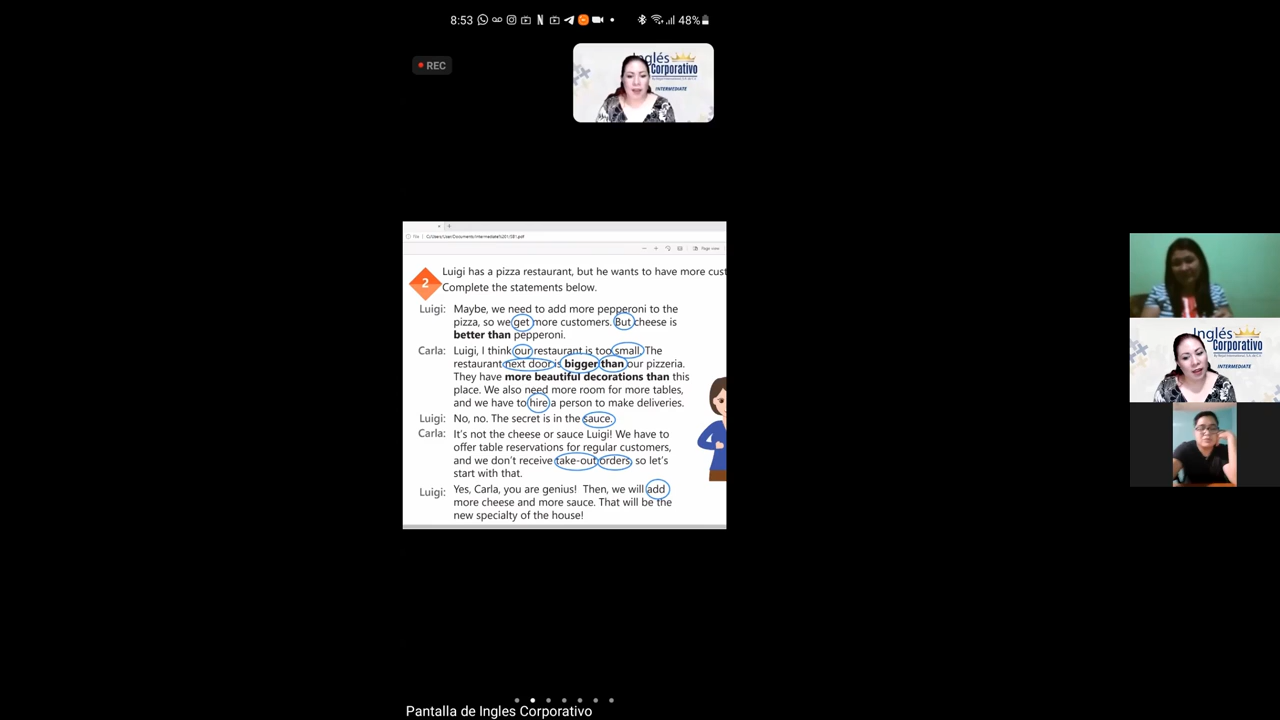 8:53
48%
REC
Inglés
Corporativo
INTERMEDIATE
Page view
2
Luigi has a pizza restaurant, but he wants to have more cust
Complete the statements below.
Luigi: Maybe, we need to add more pepperoni to the
pizza, so we get more customers. But cheese is
better than pepperoni.
Carla: Luigi, I think our restaurant is too small. The
restaurant next door is bigger than our pizzeria.
They have more beautiful decorations than this
place. We also need more room for more tables,
and we have to hire a person to make deliveries.
Luigi: No, no. The secret is in the sauce.
Carla: It's not the cheese or sauce Luigi! We have to
offer table reservations for regular customers,
and we don't receive take-out orders, so let's
start with that.
Luigi: Yes, Carla, you are genius! Then, we will add
more cheese and more sauce. That will be the
new specialty of the house!
Inglés
Corporativo
INTERMEDIATE
Pantalla de Ingles Corporativo